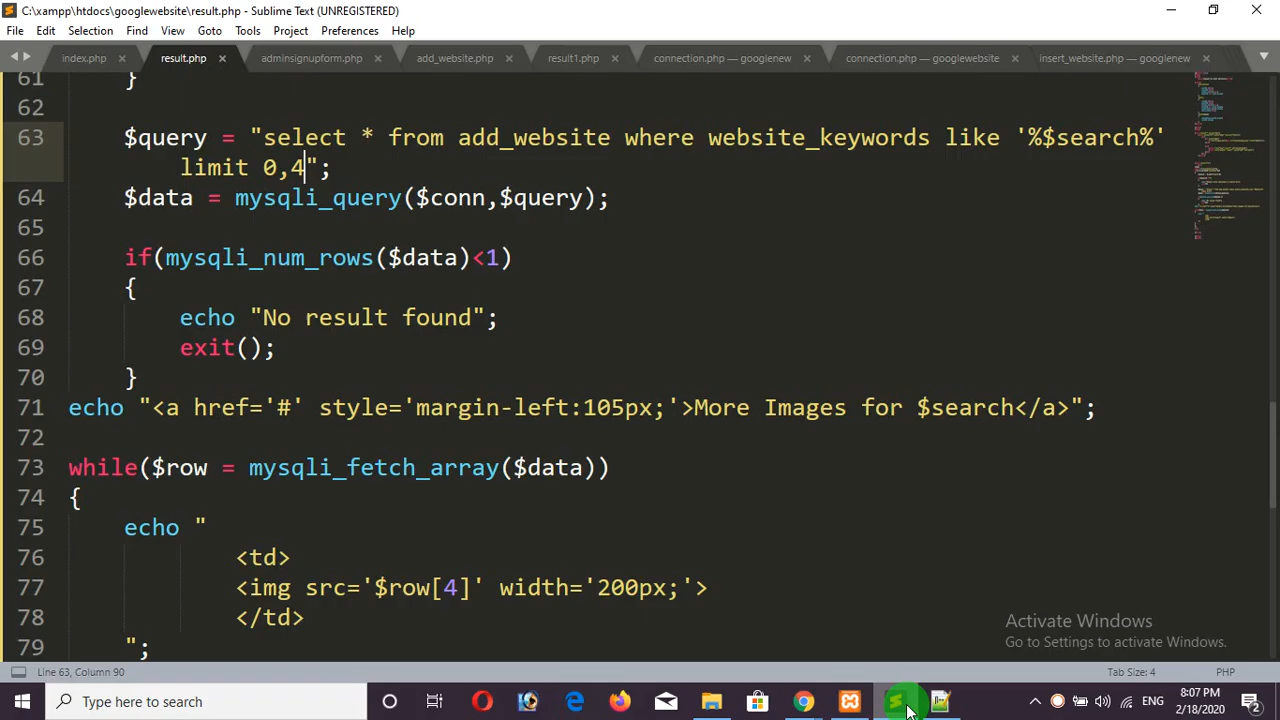 C:\xampp\htdocs\googlewebsite\result.php - Sublime Text (UNREGISTERED)
File Edit Selection Find View Goto Tools Project Preferences Help
index.php result.php adminsignupform.php add_website.php result1.php connection.php — googlenew connection.php — googlewebsite insert_website.php — googlenew
61 }
62
63 $query = "select * from add_website where website_keywords like '%$search%'
limit 0,4";
64 $data = mysqli_query($conn,$query);
65
66 if(mysqli_num_rows($data)<1)
67 {
68 echo "No result found";
69 exit();
70 }
71 echo "<a href='#' style='margin-left:105px;'>More Images for $search</a>";
72
73 while($row = mysqli_fetch_array($data))
74 {
75 echo "
76 <td>
77 <img src='$row[4]' width='200px;'>
78 </td>
79 ";
Activate Windows
Go to Settings to activate Windows.
Line 63, Column 90 Tab Size: 4 PHP
Type here to search
ENG
8:07 PM
2/18/2020
2